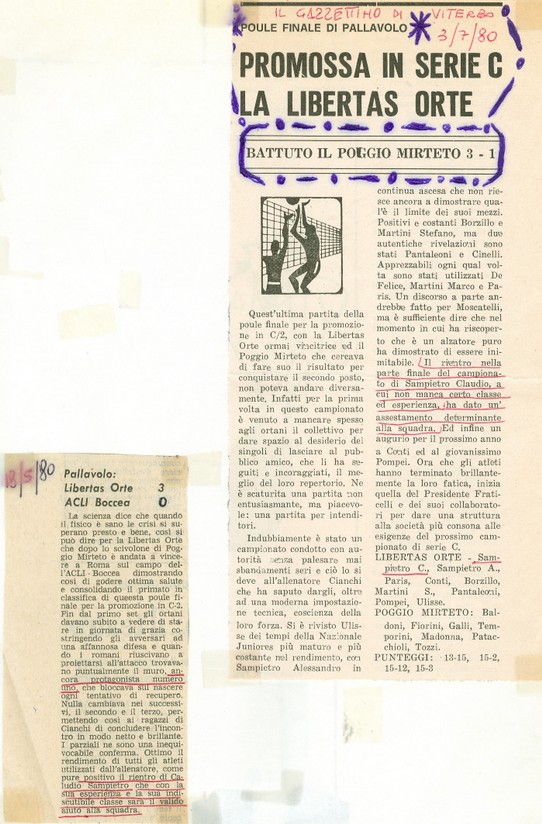 IL GAZZETTINO DI VITERBO
3/7/80
POULE FINALE DI PALLAVOLO
PROMOSSA IN SERIE C
LA LIBERTAS ORTE
BATTUTO IL POGGIO MIRTETO 3 - 1
Quest'ultima partita della
poule finale per la promozio-
ne in C/2, con la Libertas
Orte ormai vincitrice ed il
Poggio Mirteto che cercava
di fare suo il risultato per
conquistare il secondo posto,
non poteva andare diversa-
mente. Infatti per la prima
volta in questo campionato
è venuto a mancare spesso
agli ortani il collettivo per
dare spazio al desiderio dei
singoli di lasciare al pub-
blico amico, che li ha se-
guiti e incoraggiati, il me-
glio del loro repertorio. Ne
è scaturita una partita non
entusiasmante, ma piacevo-
le: una partita per intendi-
tori.
Indubbiamente è stato un
campionato condotto con au-
torità senza palesare mai
sbandamenti seri e ciò lo si
deve all'allenatore Cianchi
che ha saputo dargli, oltre
ad una moderna impostazio-
ne tecnica, coscienza della
loro forza. Si è rivisto Ulis-
se dei tempi della Nazionale
Juniores più maturo e più
costante nel rendimento, con
Sampietro Alessandro in
continua ascesa che non rie-
sce ancora a dimostrare qua-
l'è il limite dei suoi mezzi.
Positivi e costanti Borzillo e
Martini Stefano, ma due
autentiche rivelazioni sono
stati Pantaleoni e Cinelli.
Apprezzabili ogni qual vol-
ta sono stati utilizzati De
Felice, Martini Marco e Pa-
ris. Un discorso a parte an-
drebbe fatto per Moscatelli,
ma è sufficiente dire che nel
momento in cui ha riscoper-
to che è un alzatore puro
ha dimostrato di essere ini-
mitabile. Il rientro nella
parte finale del campiona-
to di Sampietro Claudio, a
cui non manca certo classe
ed esperienza, ha dato un'
assestamento determinante
alla squadra. Ed infine un
augurio per il prossimo anno
a Conti ed al giovanissimo
Pompei. Ora che gli atleti
hanno terminato brillante-
mente la loro fatica, inizia
quella del Presidente Frati-
celli e dei suoi collaborato-
ri per dare una struttura
alla società più consona alle
esigenze del prossimo cam-
pionato di serie C.
LIBERTAS ORTE - Sam-
pietro C., Sampietro A.,
Paris, Conti, Borzillo,
Martini S., Pantaleoni,
Pompei, Ulisse.
POGGIO MIRTETO: Bal-
doni, Fiorini, Galli, Tem-
porini, Madonna, Patac-
chioli, Tozzi.
PUNTEGGI: 13-15, 15-2,
15-12, 15-3
18/5/80
Pallavolo:
Libertas Orte 3
ACLI Boccea 0
La scienza dice che quando
il fisico è sano le crisi si su-
perano presto e bene, così si
può dire per la Libertas Orte
che dopo lo scivolone di Pog-
gio Mirteto è andata a vince-
re a Roma sul campo del-
l'ACLI - Boccea dimostrando
così di godere ottima salute
e consolidando il primato in
classifica di questa poule fi-
nale per la promozione in C-2.
Fin dal primo set gli ortani
davano subito a vedere di sta-
re in giornata di grazia co-
stringendo gli avversari ad
una affannosa difesa e quan-
do i romani riuscivano a
proiettarsi all'attacco trovava-
no puntualmente il muro, an-
cora protagonista numero
uno, che bloccava sul nascere
ogni tentativo di recupero.
Nulla cambiava nei successi-
vi, il secondo e il terzo, per-
mettendo così ai ragazzi di
Cianchi di concludere l'incon-
tro in modo netto e brillante.
I parziali ne sono una inequi-
vocabile conferma. Ottimo il
rendimento di tutti gli atleti
utilizzati dall'allenatore, come
pure positivo il rientro di Ca-
ludio Sampietro che con la
sua esperienza e la sua indi-
scutibile classe sarà il valido
aiuto alla squadra.